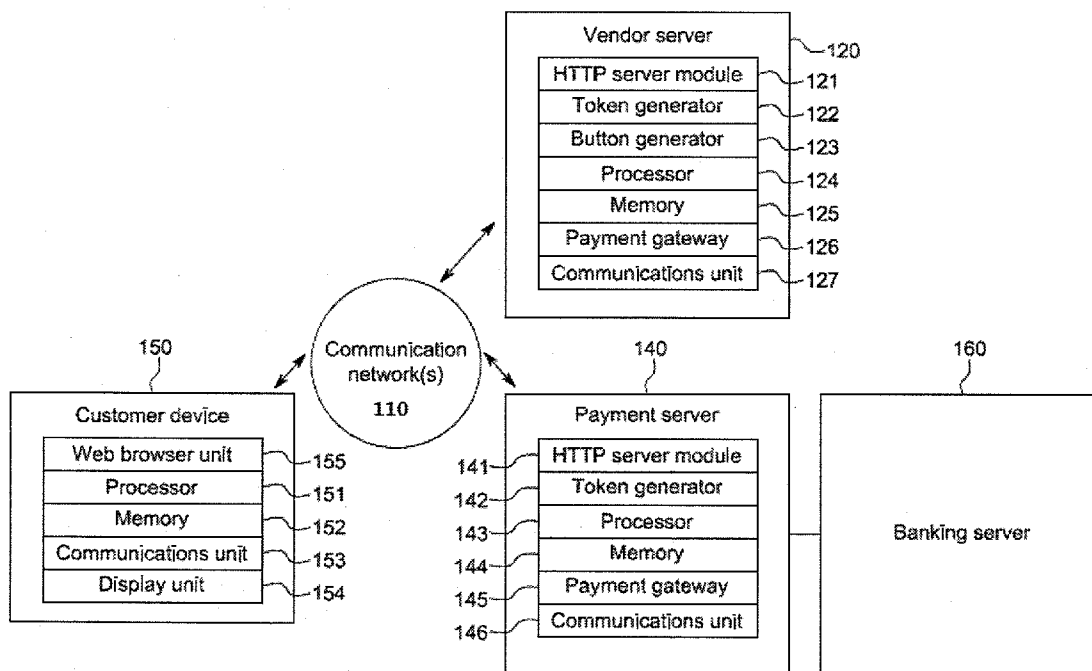 Vendor server
120
HTTP server module 121
Token generator 122
Button generator 123
Processor 124
Memory 125
Payment gateway 126
Communications unit 127
Communication
network(s)
110
150
Customer device
Web browser unit 155
Processor 151
Memory 152
Communications unit 153
Display unit 154
140
Payment server
141 HTTP server module
142 Token generator
143 Processor
144 Memory
145 Payment gateway
146 Communications unit
160
Banking server